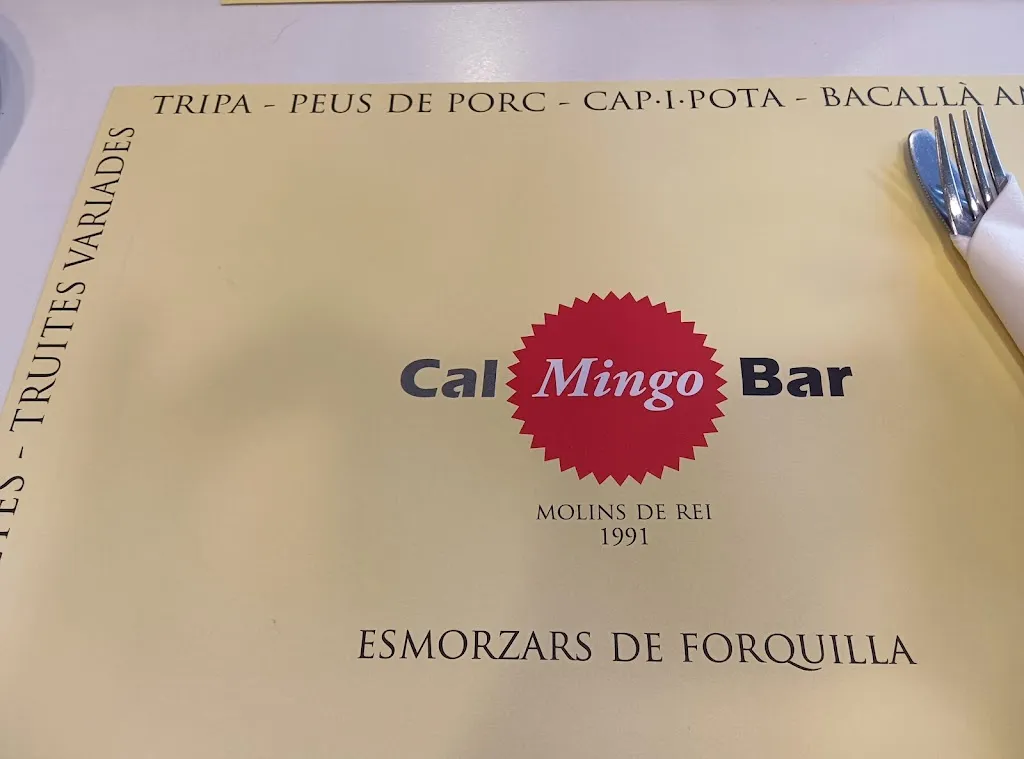 TRIPA - PEUS DE PORC - CAP·I·POTA - BACALLÀ
TRUITES VARIADES
Cal Mingo Bar
MOLINS DE REI
1991
ESMORZARS DE FORQUILLA